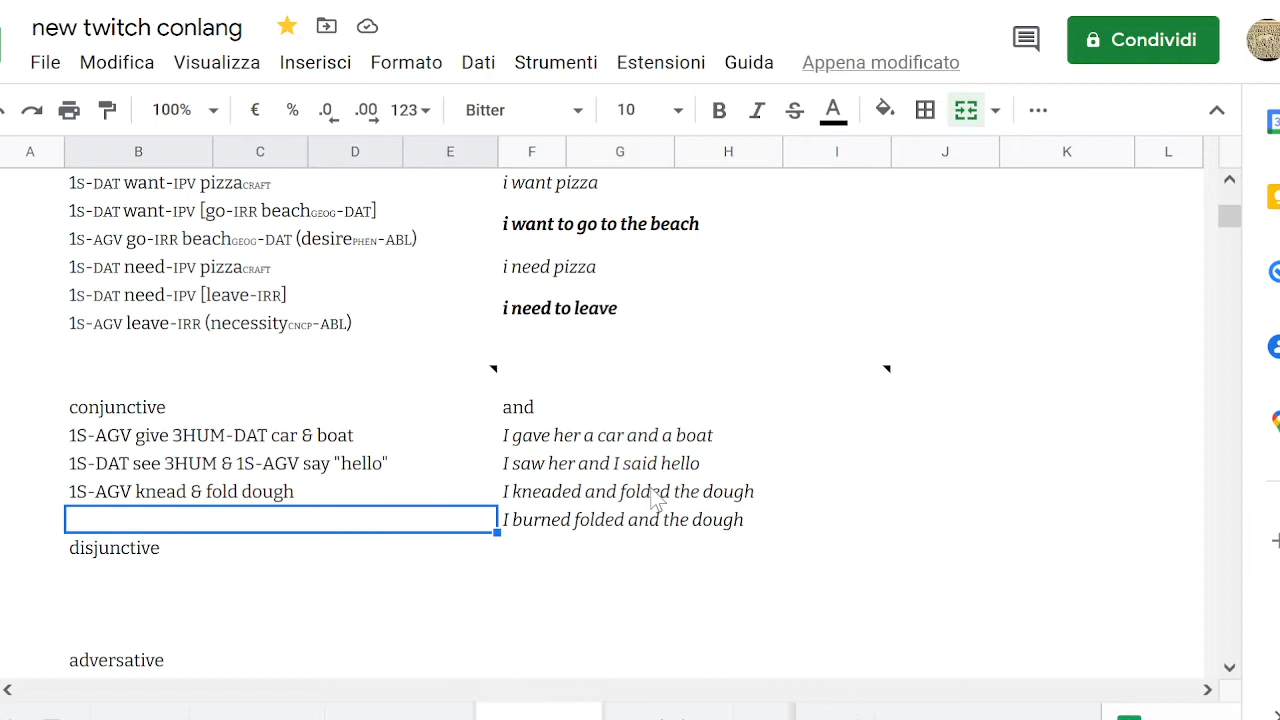 new twitch conlang
Condividi
File Modifica Visualizza Inserisci Formato Dati Strumenti Estensioni Guida Appena modificato
100% € % .0 .00 123 Bitter 10 B I S A
A B C D E F G H I J K L
1S-DAT want-IPV pizzaCRAFT i want pizza
1S-DAT want-IPV [go-IRR beachGEOG-DAT]
i want to go to the beach
1S-AGV go-IRR beachGEOG-DAT (desirePHEN-ABL)
1S-DAT need-IPV pizzaCRAFT i need pizza
1S-DAT need-IPV [leave-IRR]
i need to leave
1S-AGV leave-IRR (necessityCNCP-ABL)
conjunctive and
1S-AGV give 3HUM-DAT car & boat I gave her a car and a boat
1S-DAT see 3HUM & 1S-AGV say "hello" I saw her and I said hello
1S-AGV knead & fold dough I kneaded and folded the dough
I burned folded and the dough
disjunctive
adversative